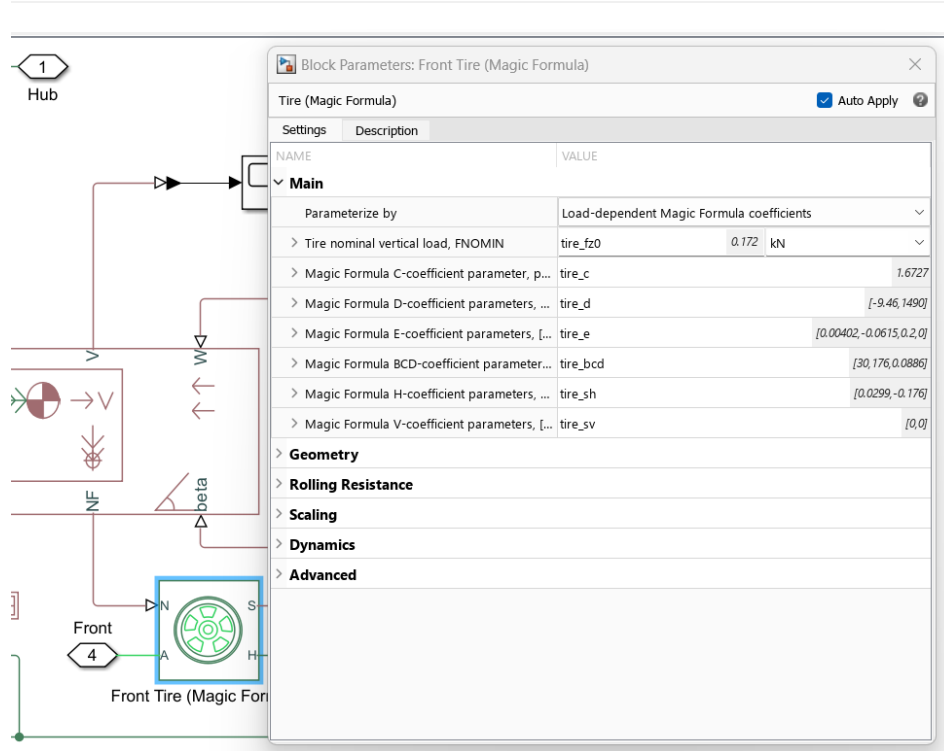 1
Hub
V
W
V
NF
beta
N
S
A
H
Front
4
Front Tire (Magic For
Block Parameters: Front Tire (Magic Formula)
Tire (Magic Formula)
Auto Apply
Settings Description
NAME VALUE
Main
Parameterize by Load-dependent Magic Formula coefficients
Tire nominal vertical load, FNOMIN tire_fz0 0.172 kN
Magic Formula C-coefficient parameter, p... tire_c 1.6727
Magic Formula D-coefficient parameters, ... tire_d [-9.46,1490]
Magic Formula E-coefficient parameters, [... tire_e [0.00402,-0.0615,0.2,0]
Magic Formula BCD-coefficient parameter... tire_bcd [30,176,0.0886]
Magic Formula H-coefficient parameters, ... tire_sh [0.0299,-0.176]
Magic Formula V-coefficient parameters, [... tire_sv [0,0]
Geometry
Rolling Resistance
Scaling
Dynamics
Advanced